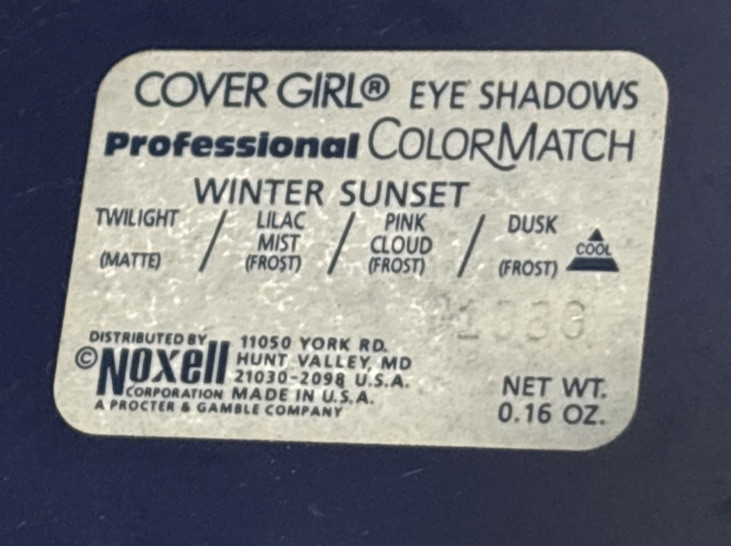 COVER GIRL® EYE SHADOWS
Professional COLORMATCH
WINTER SUNSET
TWILIGHT (MATTE) / LILAC MIST (FROST) / PINK CLOUD (FROST) / DUSK (FROST) COOL
DISTRIBUTED BY
© NOXELL
CORPORATION
A PROCTER & GAMBLE COMPANY
11050 YORK RD.
HUNT VALLEY, MD
21030-2098 U.S.A.
MADE IN U.S.A.
NET WT.
0.16 OZ.